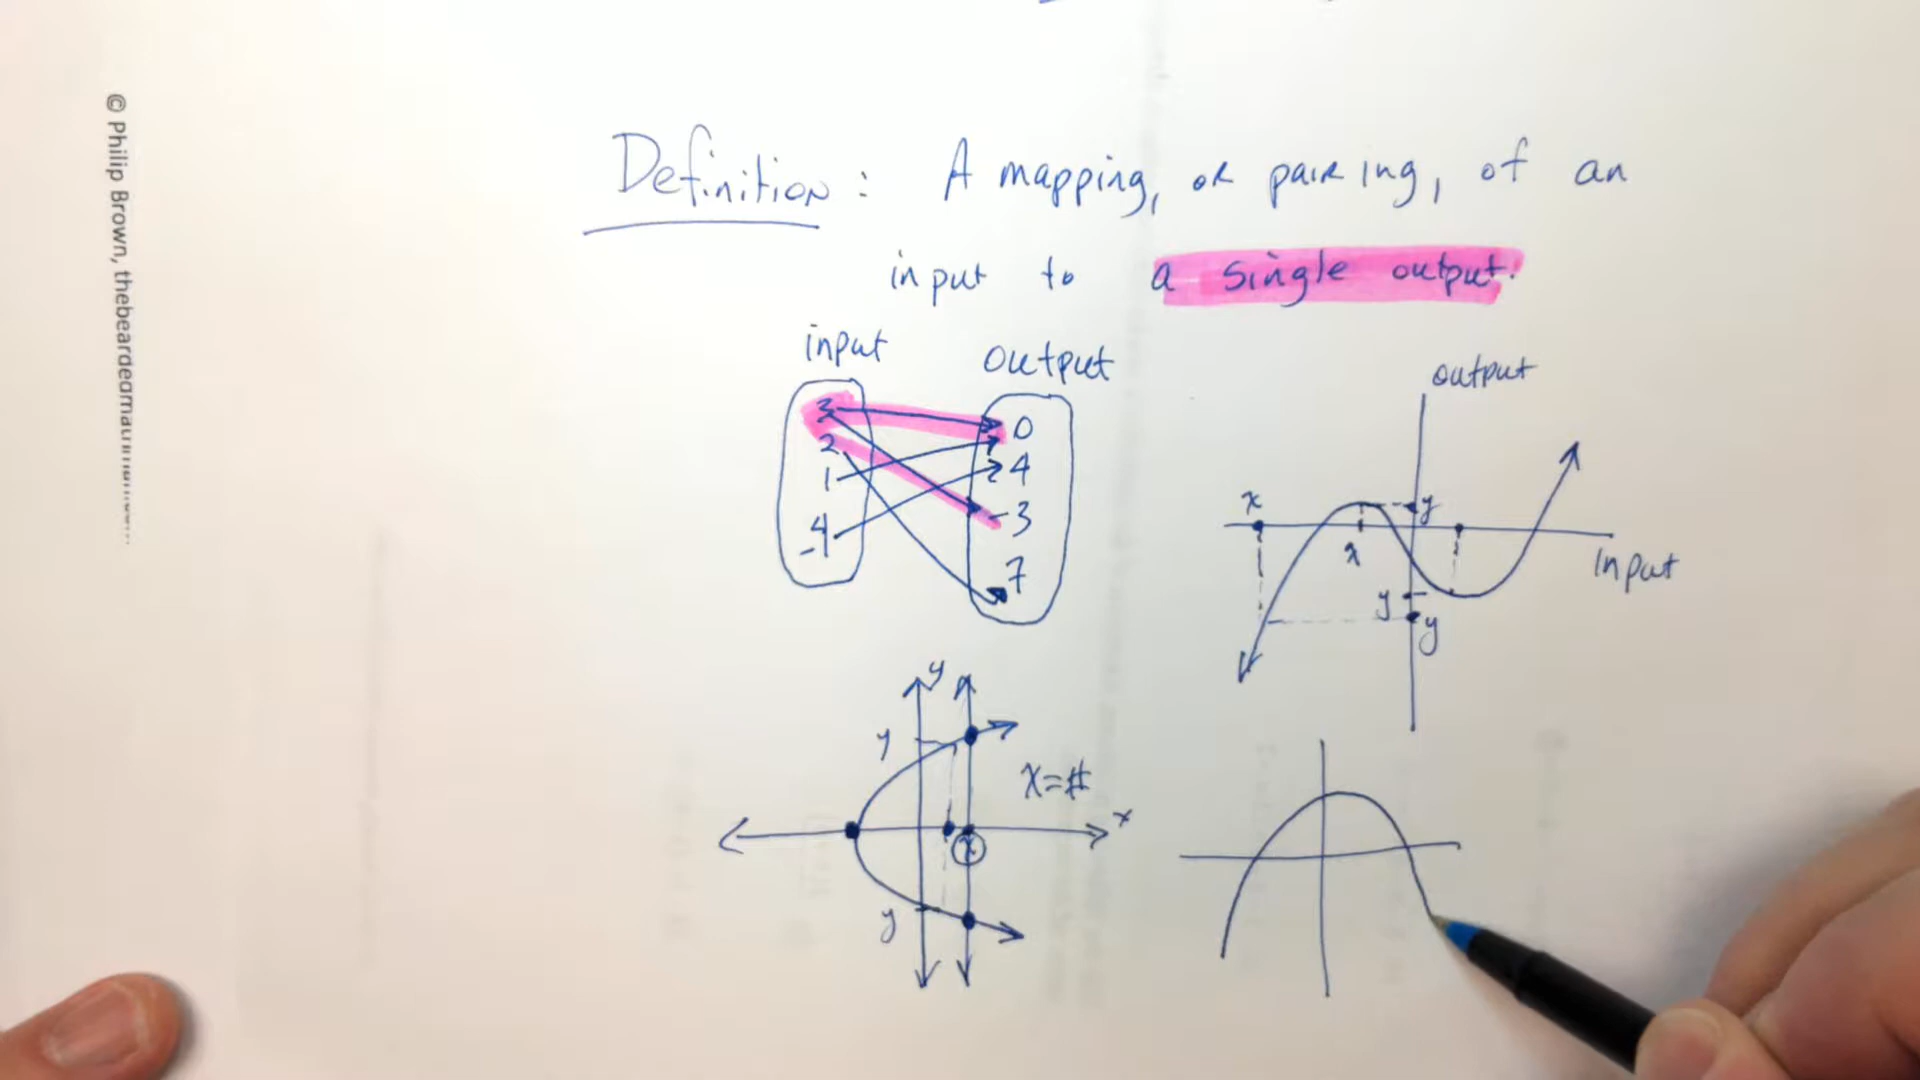 © Philip Brown, thebeardedmath
Definition: A mapping, or pairing, of an
input to a single output.
input
output
3
2
1
-4
0
4
-3
7
output
x
y
x
Input
y
y
y
y
x=#
x
x
y